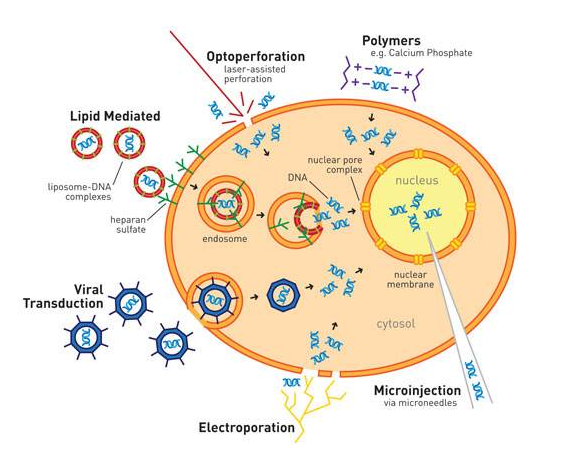 Polymers
e.g. Calcium Phosphate
Optoperforation
laser-assisted
perforation
Lipid Mediated
liposome-DNA
complexes
heparan
sulfate
endosome
DNA
nuclear pore
complex
nucleus
nuclear
membrane
Viral
Transduction
cytosol
Microinjection
via microneedles
Electroporation